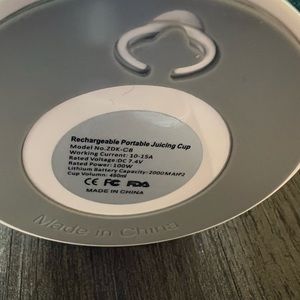 Rechargeable Portable Juicing Cup
Model No.ZDK-C8
Working Current: 10-15A
Rated Voltage:DC 7.4V
Rated Power: 100W
Lithium Battery Capacity: 2000MAH*2
Cup Volumn: 480ml
CE FC FDA
MADE IN CHINA
Made in China